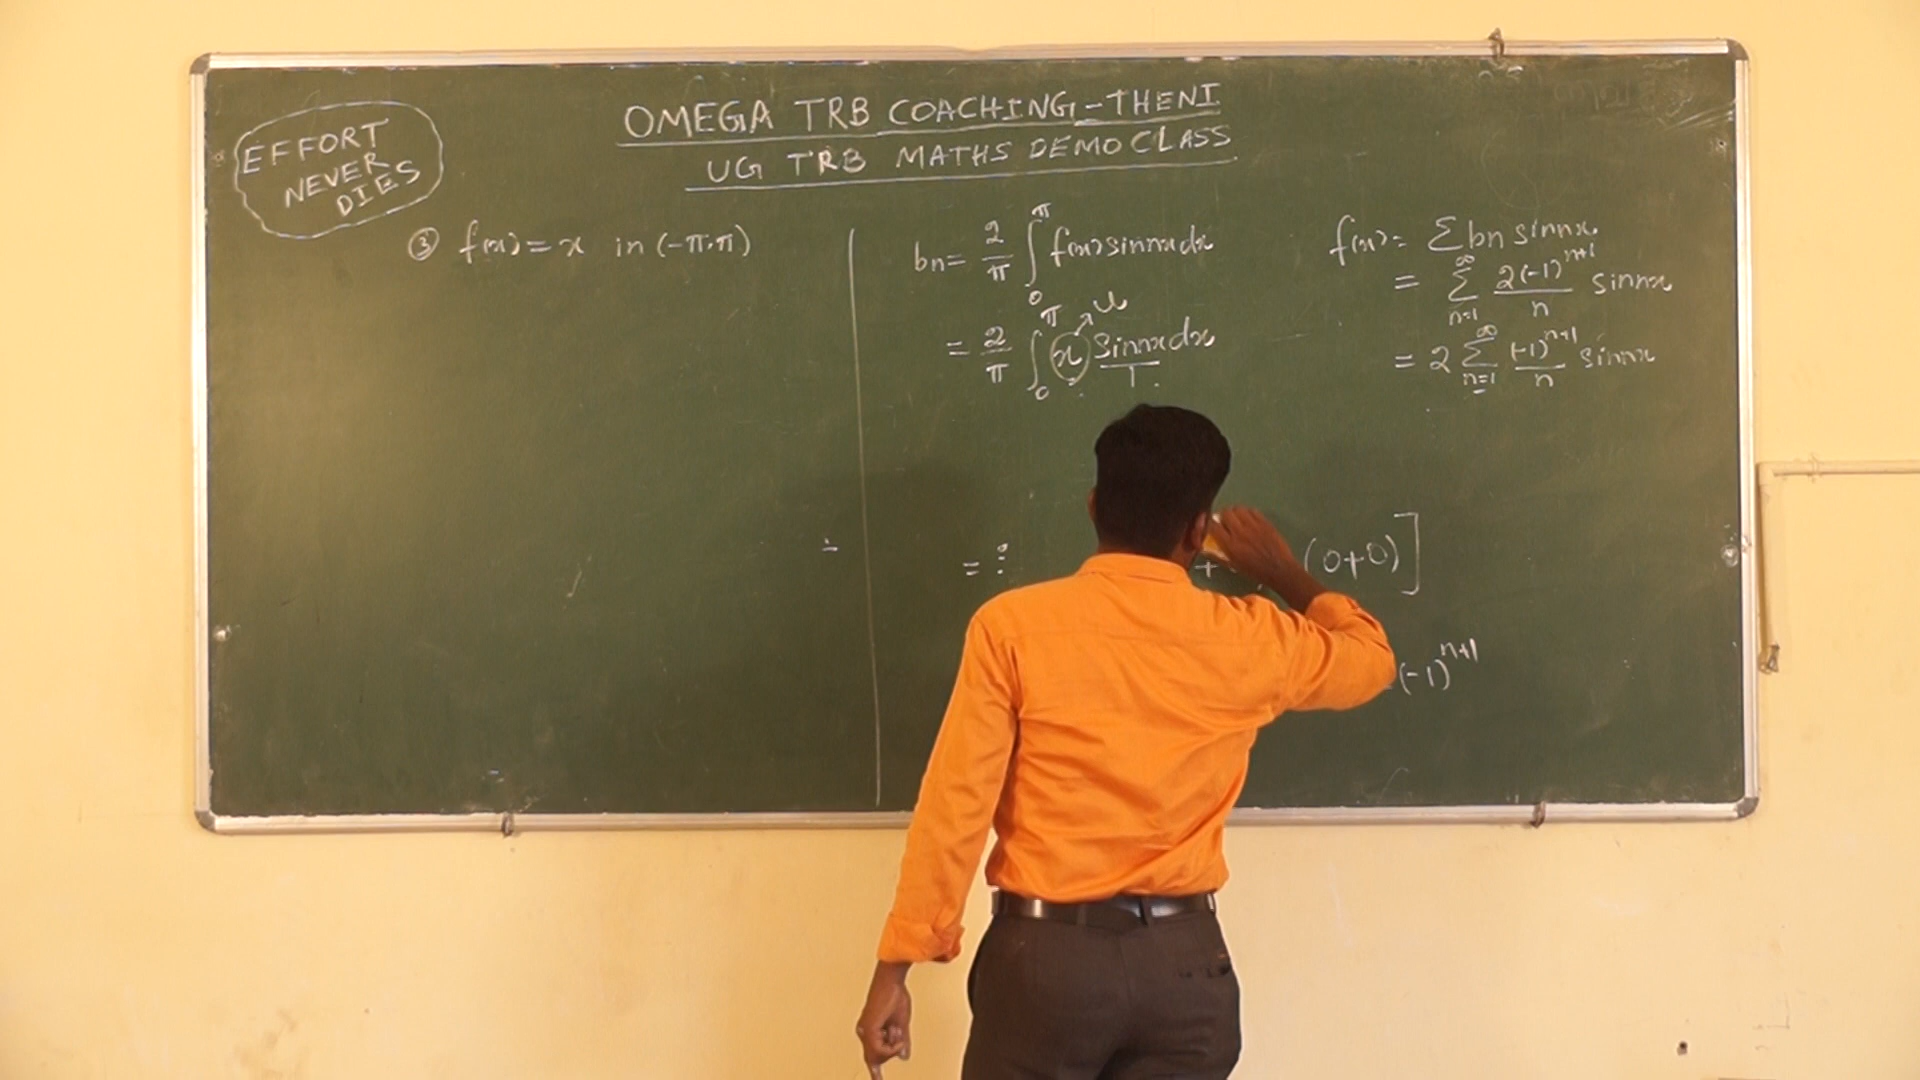 OMEGA TRB COACHING-THENI
UG TRB MATHS DEMO CLASS
EFFORT
NEVER
DIES
③ f(x) = x in (-π,π)
bn = 2/π ∫₀^π f(x) sinnx dx
= 2/π ∫₀^π x sinnx dx
u
1
= 
+
(0+0)]
(-1)^{n+1}
f(x) = Σ bn sinnx
= Σ_{n=1}^∞ 2(-1)^{n+1}/n sinnx
= 2 Σ_{n=1}^∞ (-1)^{n+1}/n sinnx